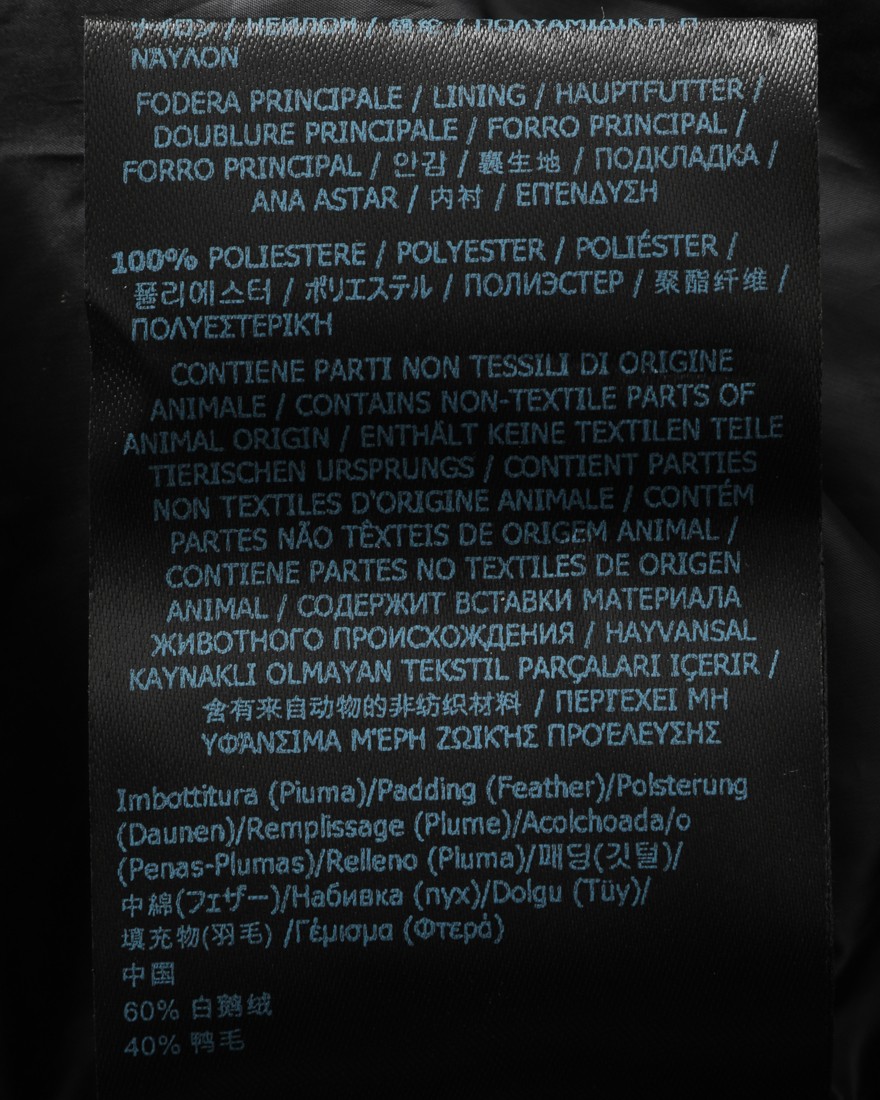 ΝΑΥΛΟΝ
FODERA PRINCIPALE / LINING / HAUPTFUTTER /
DOUBLURE PRINCIPALE / FORRO PRINCIPAL /
FORRO PRINCIPAL / 안감 / 裏生地 / ПОДКЛАДКА /
ANA ASTAR / 内衬 / ΕΠΈΝΔΥΣΗ
100% POLIESTERE / POLYESTER / POLIÉSTER /
폴리에스터 / ポリエステル / ПОЛИЭСТЕР / 聚酯纤维 /
ΠΟΛΥΕΣΤΕΡΙΚΉ
CONTIENE PARTI NON TESSILI DI ORIGINE
ANIMALE / CONTAINS NON-TEXTILE PARTS OF
ANIMAL ORIGIN / ENTHÄLT KEINE TEXTILEN TEILE
TIERISCHEN URSPRUNGS / CONTIENT PARTIES
NON TEXTILES D'ORIGINE ANIMALE / CONTÉM
PARTES NÃO TÊXTEIS DE ORIGEM ANIMAL /
CONTIENE PARTES NO TEXTILES DE ORIGEN
ANIMAL / СОДЕРЖИТ ВСТАВКИ МАТЕРИАЛА
ЖИВОТНОГО ПРОИСХОЖДЕНИЯ / HAYVANSAL
KAYNAKLI OLMAYAN TEKSTİL PARÇALARI İÇERİR /
含有来自动物的非纺织材料 / ΠΕΡΙΈΧΕΙ ΜΗ
ΥΦΆΝΣΙΜΑ ΜΈΡΗ ΖΩΙΚΉΣ ΠΡΟΈΛΕΥΣΗΣ
Imbottitura (Piuma)/Padding (Feather)/Polsterung
(Daunen)/Remplissage (Plume)/Acolchoada/o
(Penas-Plumas)/Relleno (Pluma)/패딩(깃털)/
中綿(フェザー)/Набивка (пух)/Dolgu (Tüy)/
填充物(羽毛) /Γέμισμα (Φτερά)
中国
60% 白鹅绒
40% 鸭毛